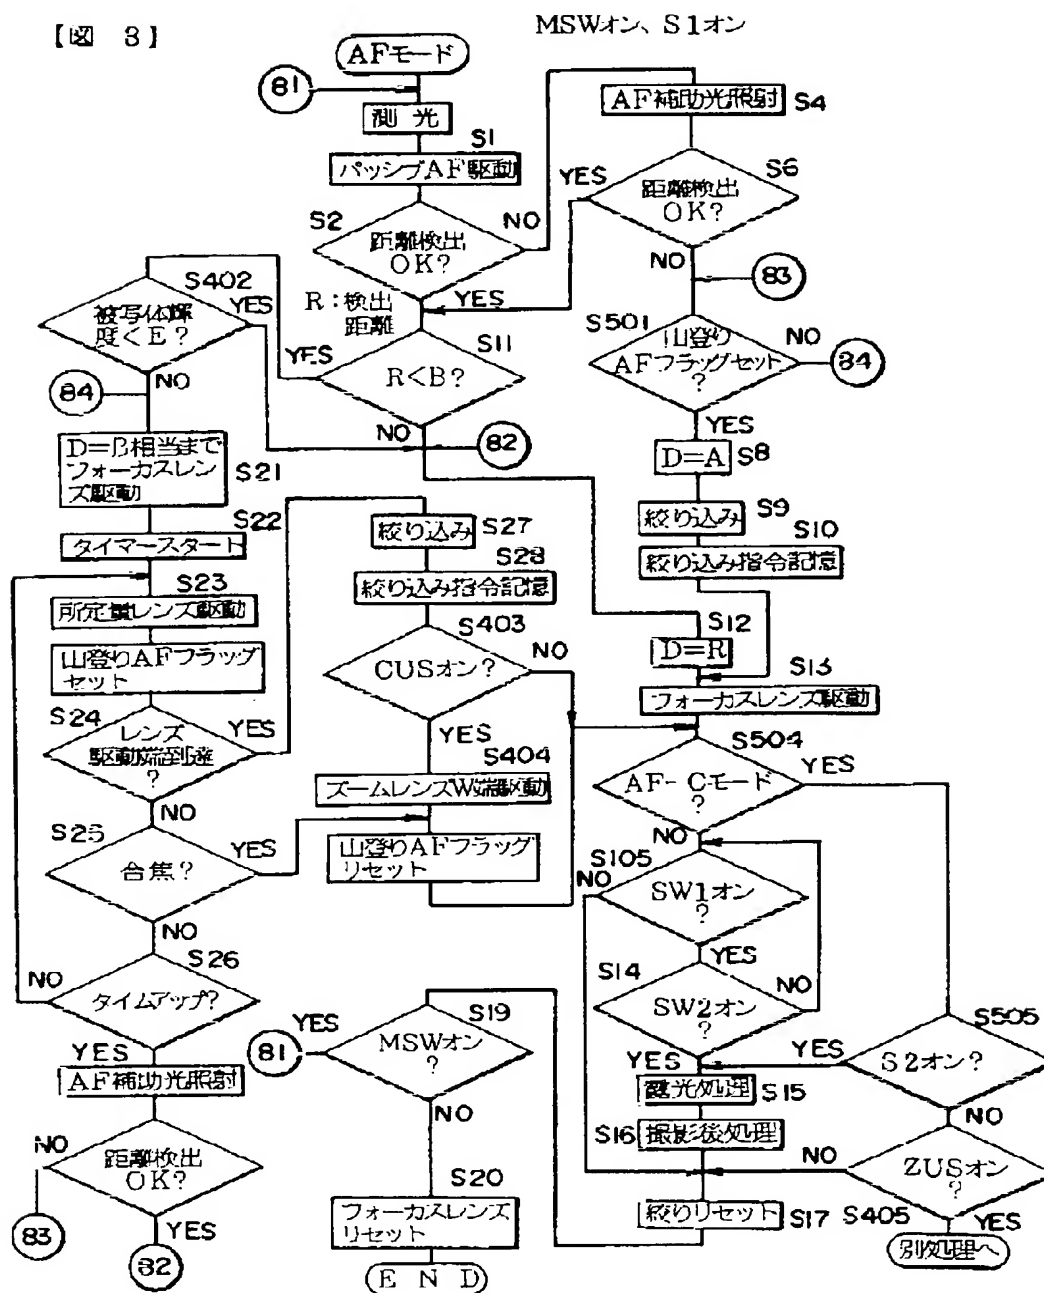 【図 3】
MSWオン、S1オン
AFモード
81
測 光
S1
パッシブAF駆動
S2
距離検出
OK?
NO
YES
R:検出
距離
AF補助光照射
S4
S6
距離検出
OK?
YES
NO
83
S501
山登り
AFフラッグセット
?
NO
84
YES
D=A
S8
絞り込み
S9
S10
絞り込み指令記憶
S402
被写体輝
度<E?
YES
NO
84
S11
R<B?
YES
NO
82
D=B相当まで
フォーカスレン
ズ駆動
S21
S22
タイマースタート
S23
所定量レンズ駆動
山登りAFフラッグ
セット
S24
レンズ
駆動端到達
?
YES
NO
S25
合焦?
YES
NO
S26
タイムアップ?
NO
YES
AF補助光照射
距離検出
OK?
NO
83
YES
82
絞り込み
S27
S28
絞り込み指令記憶
S403
CUSオン?
NO
YES
S404
ズームレンズW端駆動
山登りAFフラッグ
リセット
S12
D=R
S13
フォーカスレンズ駆動
S504
AF-Cモード
?
YES
NO
S105
SW1オン
?
NO
YES
S14
SW2オン
?
NO
YES
S505
S2オン?
YES
NO
露光処理
S15
S16
撮影後処理
ZUSオン
?
NO
S405
YES
別処理へ
絞りリセット
S17
S19
MSWオン
?
YES
81
NO
S20
フォーカスレンズ
リセット
END